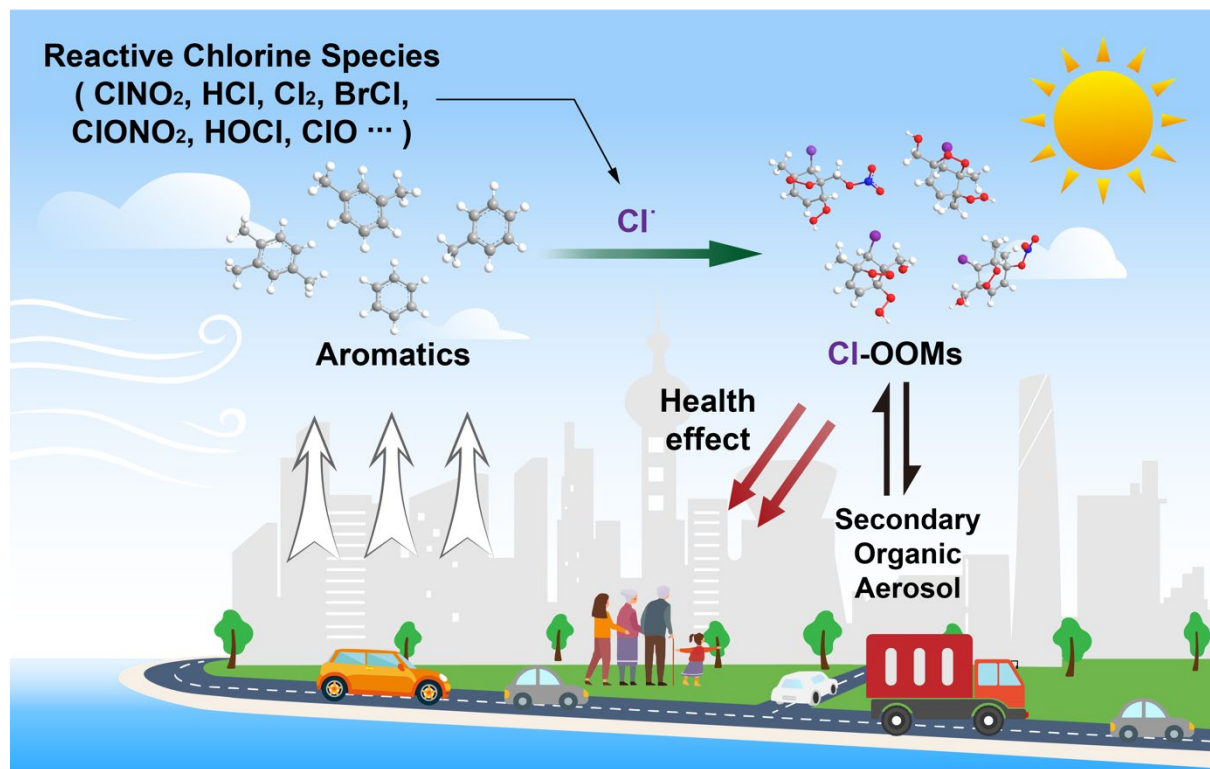 Reactive Chlorine Species
( ClNO₂, HCl, Cl₂, BrCl,
ClONO₂, HOCl, ClO ··· )
Cl·
Aromatics
Cl-OOMs
Health
effect
Secondary
Organic
Aerosol